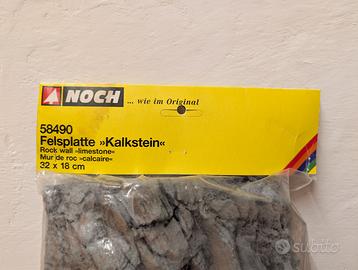 NOCH ... wie im Original
58490
Felsplatte »Kalkstein«
Rock wall »limestone«
Mur de roc »calcaire«
32 x 18 cm
subito